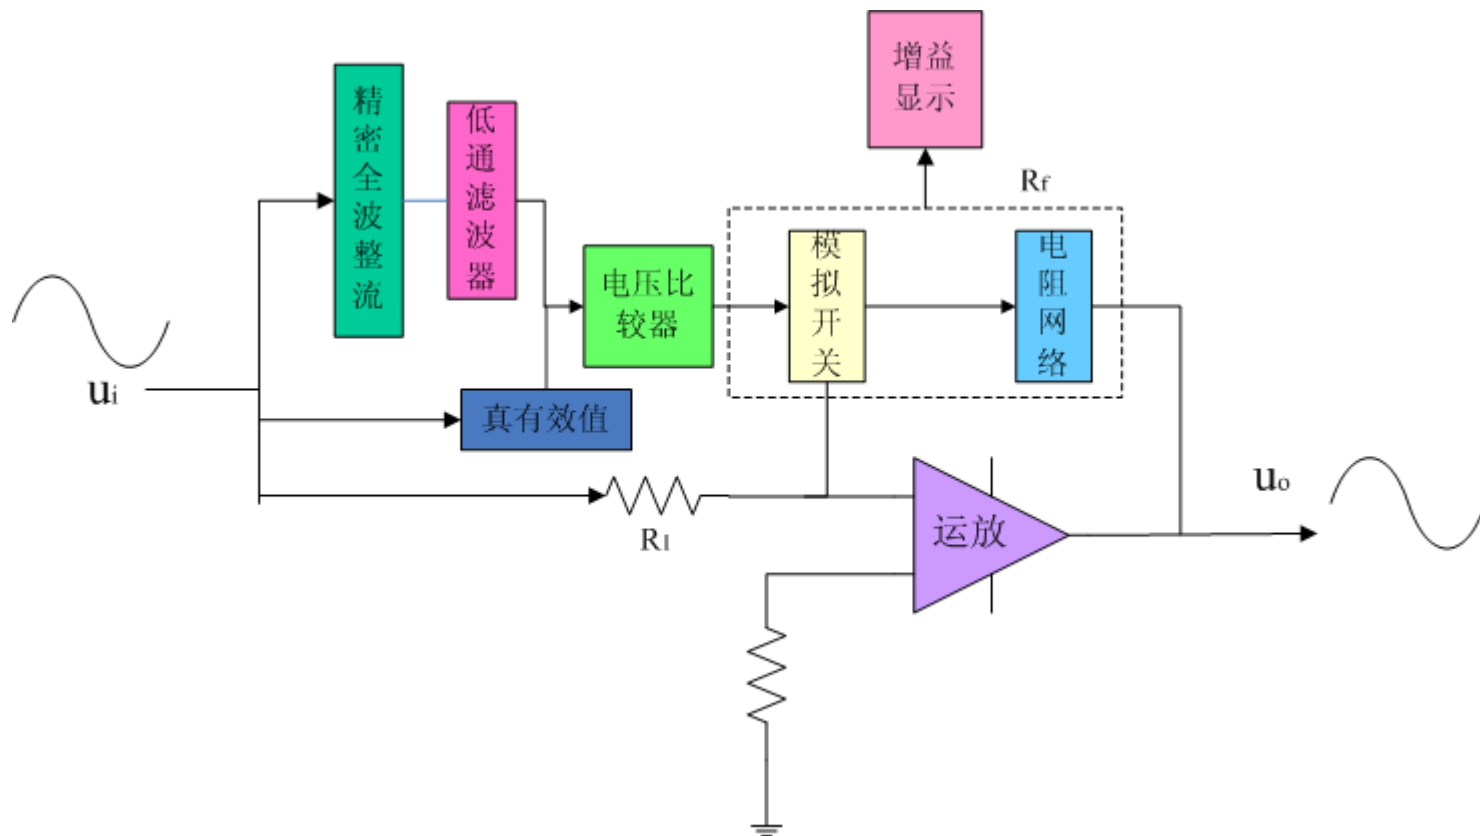 增益
显示
精密全波整流
低通滤波器
Rf
模拟开关
电阻网络
电压比
较器
ui
真有效值
R1
运放
uo